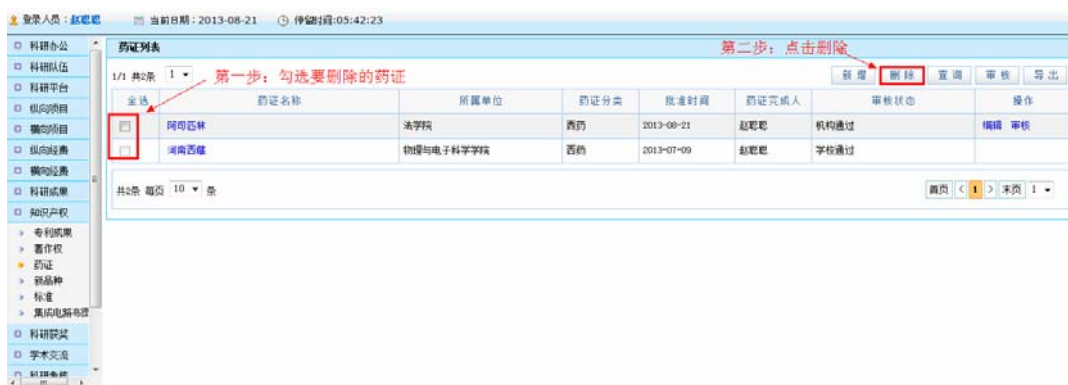 登录人员：赵聪聪 当前日期：2013-08-21 停留时间:05:42:23
科研办公
科研队伍
科研平台
纵向项目
横向项目
纵向经费
横向经费
科研成果
知识产权
专利成果
著作权
药证
新品种
标准
集成电路布图
科研获奖
学术交流
科研考核
药证列表
第二步：点击删除
1/1 共2条 1
第一步：勾选要删除的药证
新增 删除 查询 审核 导出
全选 药证名称 所属单位 药证分类 批准时间 药证完成人 审核状态 操作
阿司匹林 法学院 西药 2013-08-21 赵聪聪 机构通过 编辑 审核
物理与电子科学学院 西药 2013-07-09 赵聪聪 学校通过
共2条 每页 10 条
首页 < 1 > 末页 1